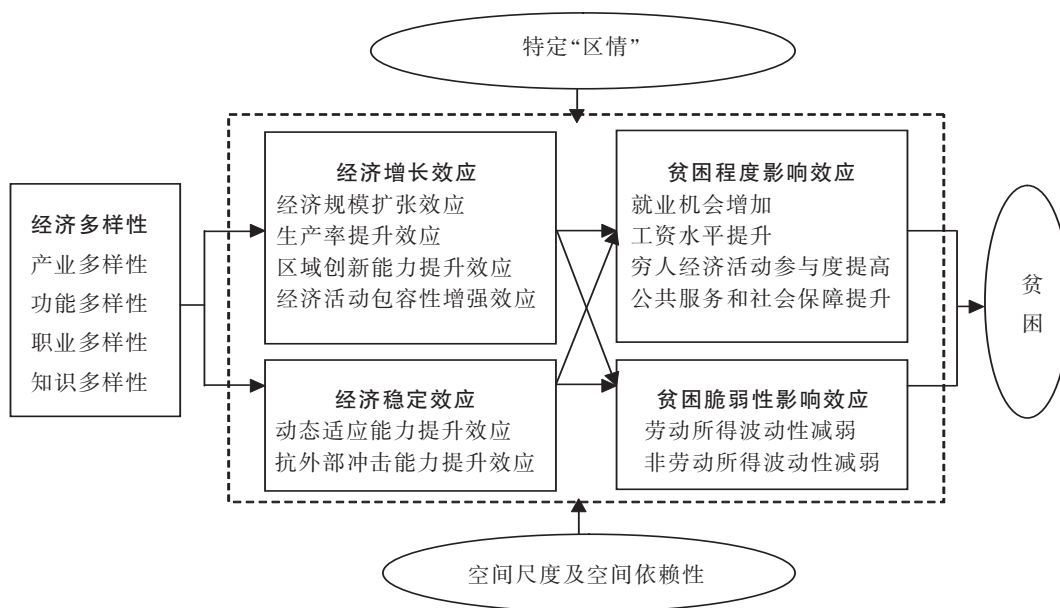 特定“区情”
经济多样性
产业多样性
功能多样性
职业多样性
知识多样性
经济增长效应
经济规模扩张效应
生产率提升效应
区域创新能力提升效应
经济活动包容性增强效应
经济稳定效应
动态适应能力提升效应
抗外部冲击能力提升效应
贫困程度影响效应
就业机会增加
工资水平提升
穷人经济活动参与度提高
公共服务和社会保障提升
贫困脆弱性影响效应
劳动所得波动性减弱
非劳动所得波动性减弱
贫困
空间尺度及空间依赖性